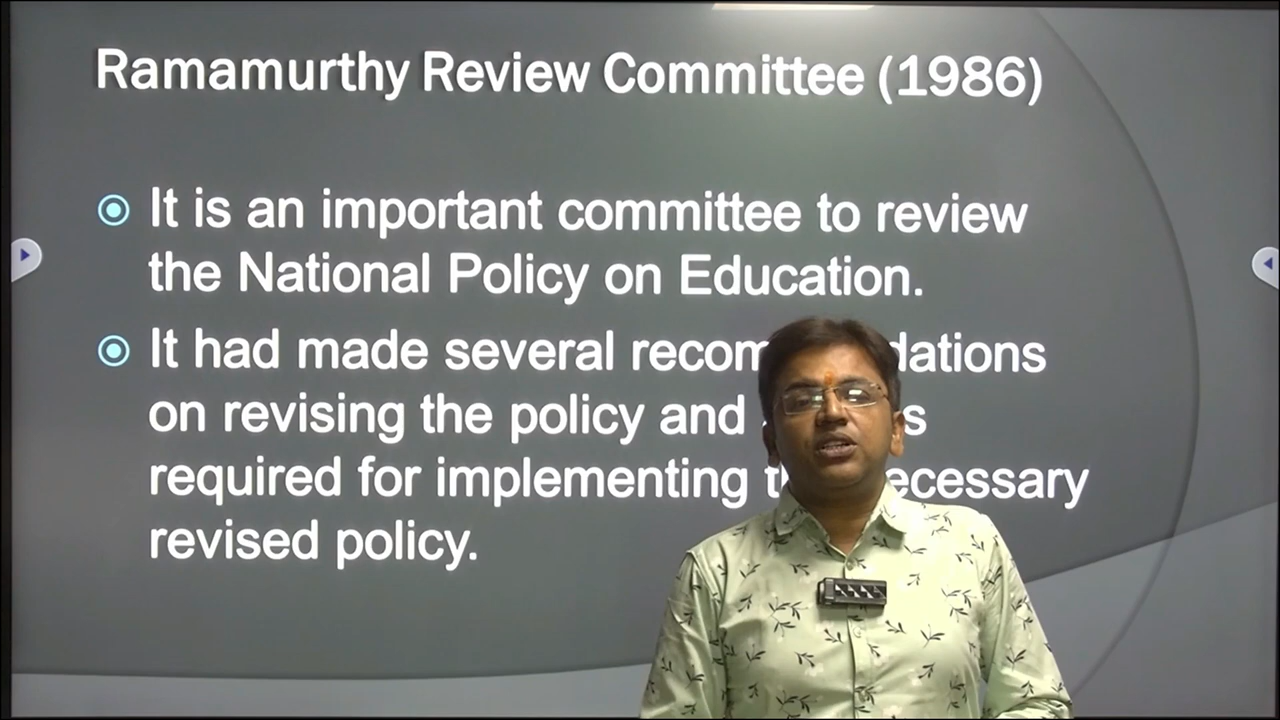 Ramamurthy Review Committee (1986)
It is an important committee to review
the National Policy on Education.
It had made several
on revising the policy and
required for implementing
revised policy.